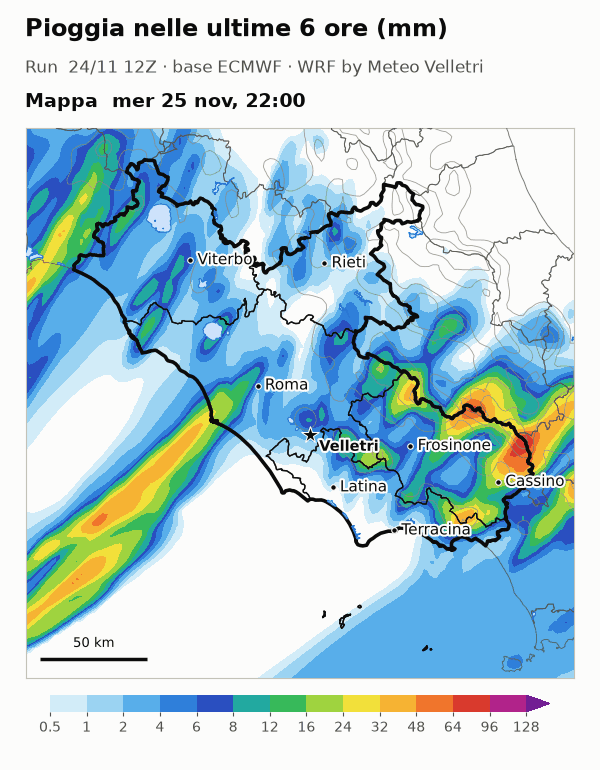 Pioggia nelle ultime 6 ore (mm)
Run  24/11 12Z · base ECMWF · WRF by Meteo Velletri
Mappa  mer 25 nov, 22:00
Viterbo
Rieti
Roma
Velletri
Frosinone
Latina
Cassino
Terracina
50 km
0.5 1 2 4 6 8 12 16 24 32 48 64 96 128